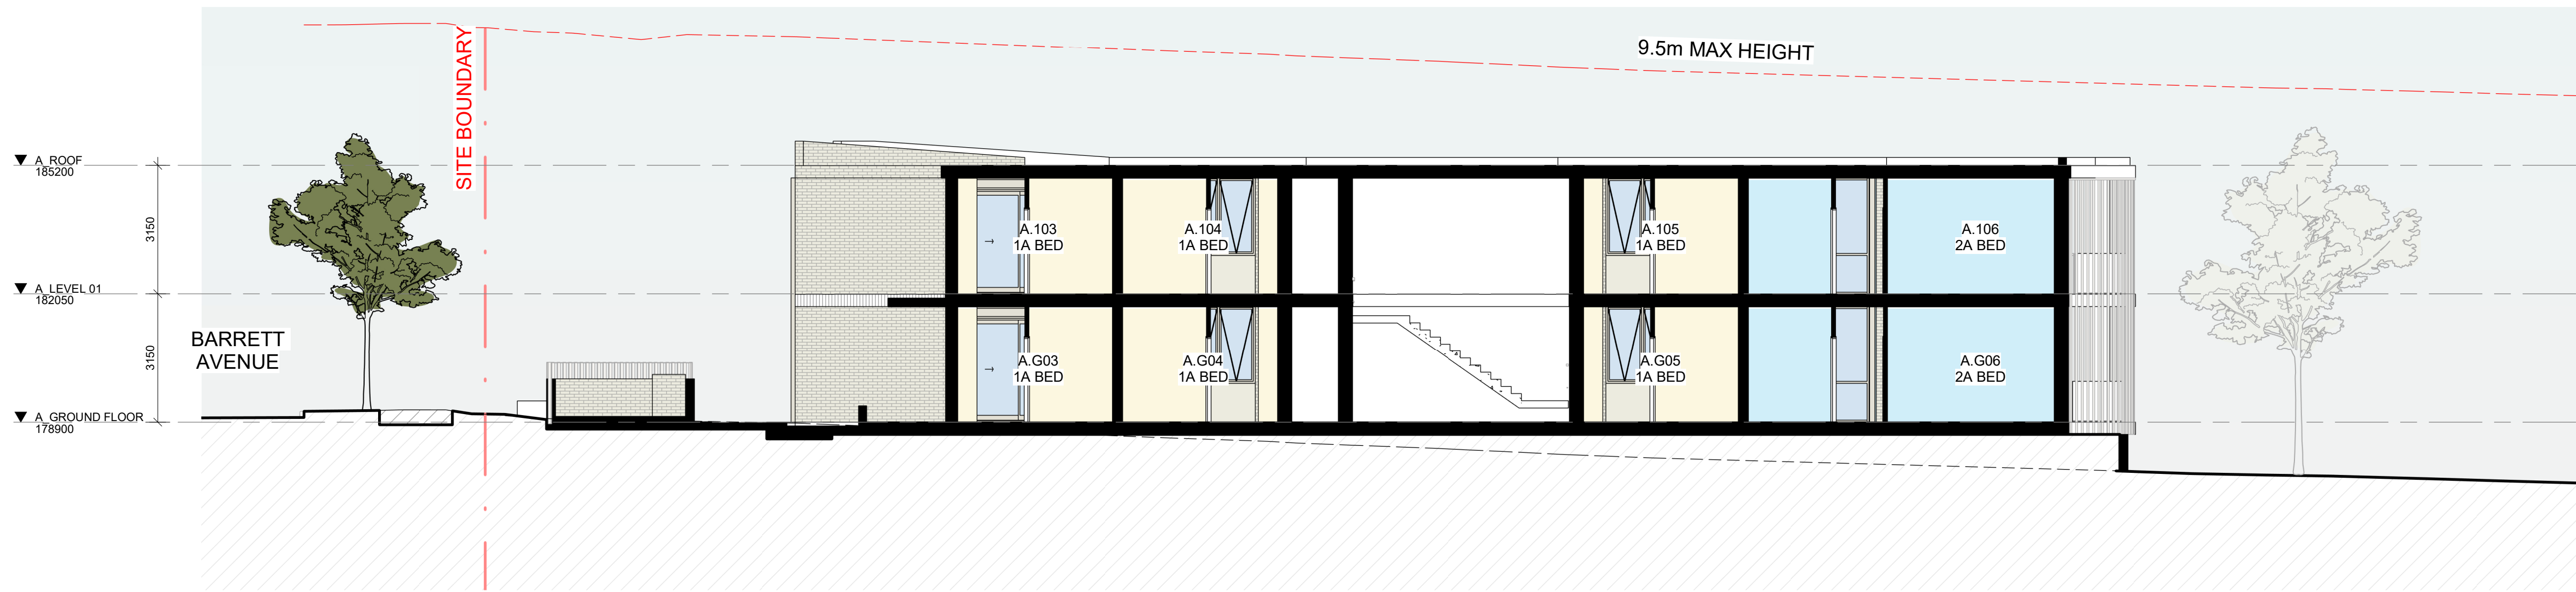 9.5m MAX HEIGHT
SITE BOUNDARY
A_ROOF
185200
3150
A.103
1A BED
A.104
1A BED
A.105
1A BED
A.106
2A BED
A_LEVEL 01
182050
BARRETT
AVENUE
3150
A.G03
1A BED
A.G04
1A BED
A.G05
1A BED
A.G06
2A BED
A_GROUND FLOOR
178900